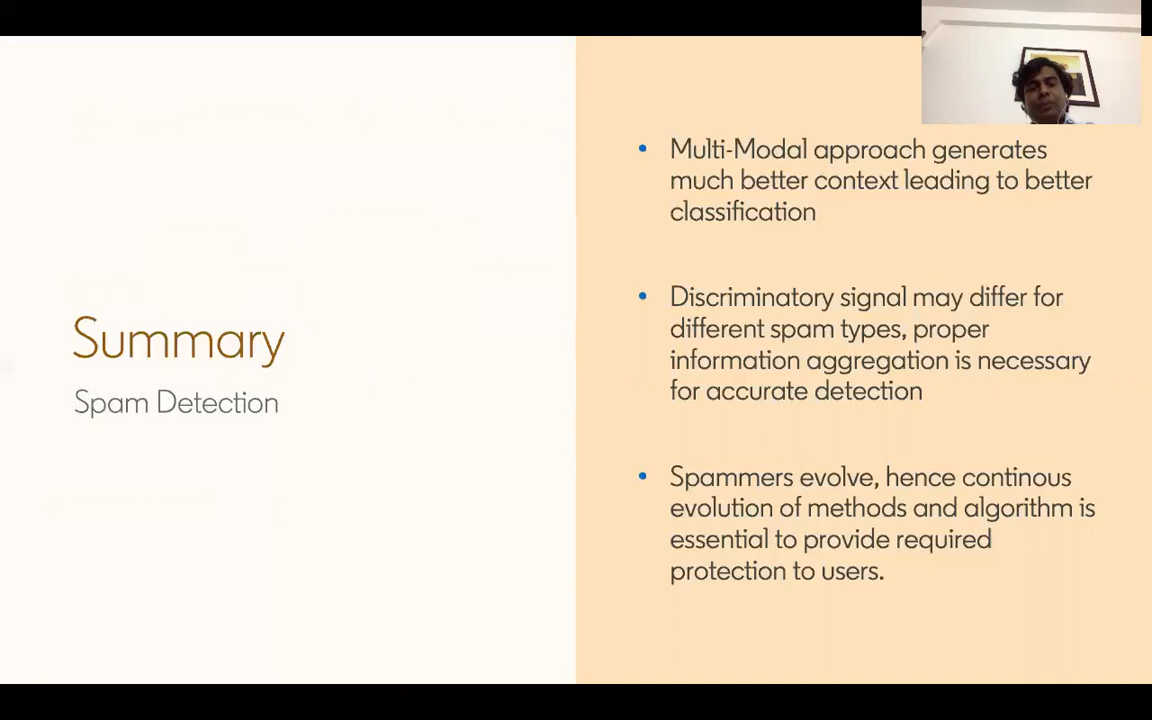 Summary
Spam Detection
• Multi-Modal approach generates
much better context leading to better
classification
• Discriminatory signal may differ for
different spam types, proper
information aggregation is necessary
for accurate detection
• Spammers evolve, hence continous
evolution of methods and algorithm is
essential to provide required
protection to users.